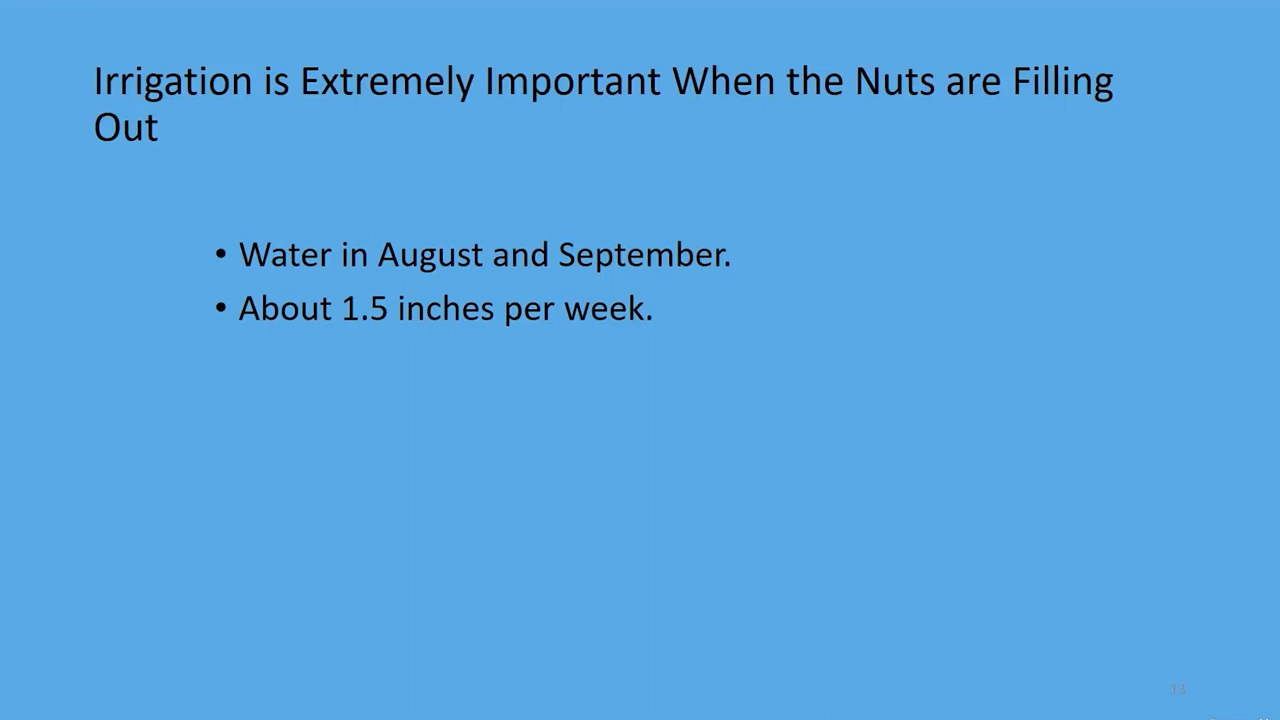 Irrigation is Extremely Important When the Nuts are Filling
Out
• Water in August and September.
• About 1.5 inches per week.
13